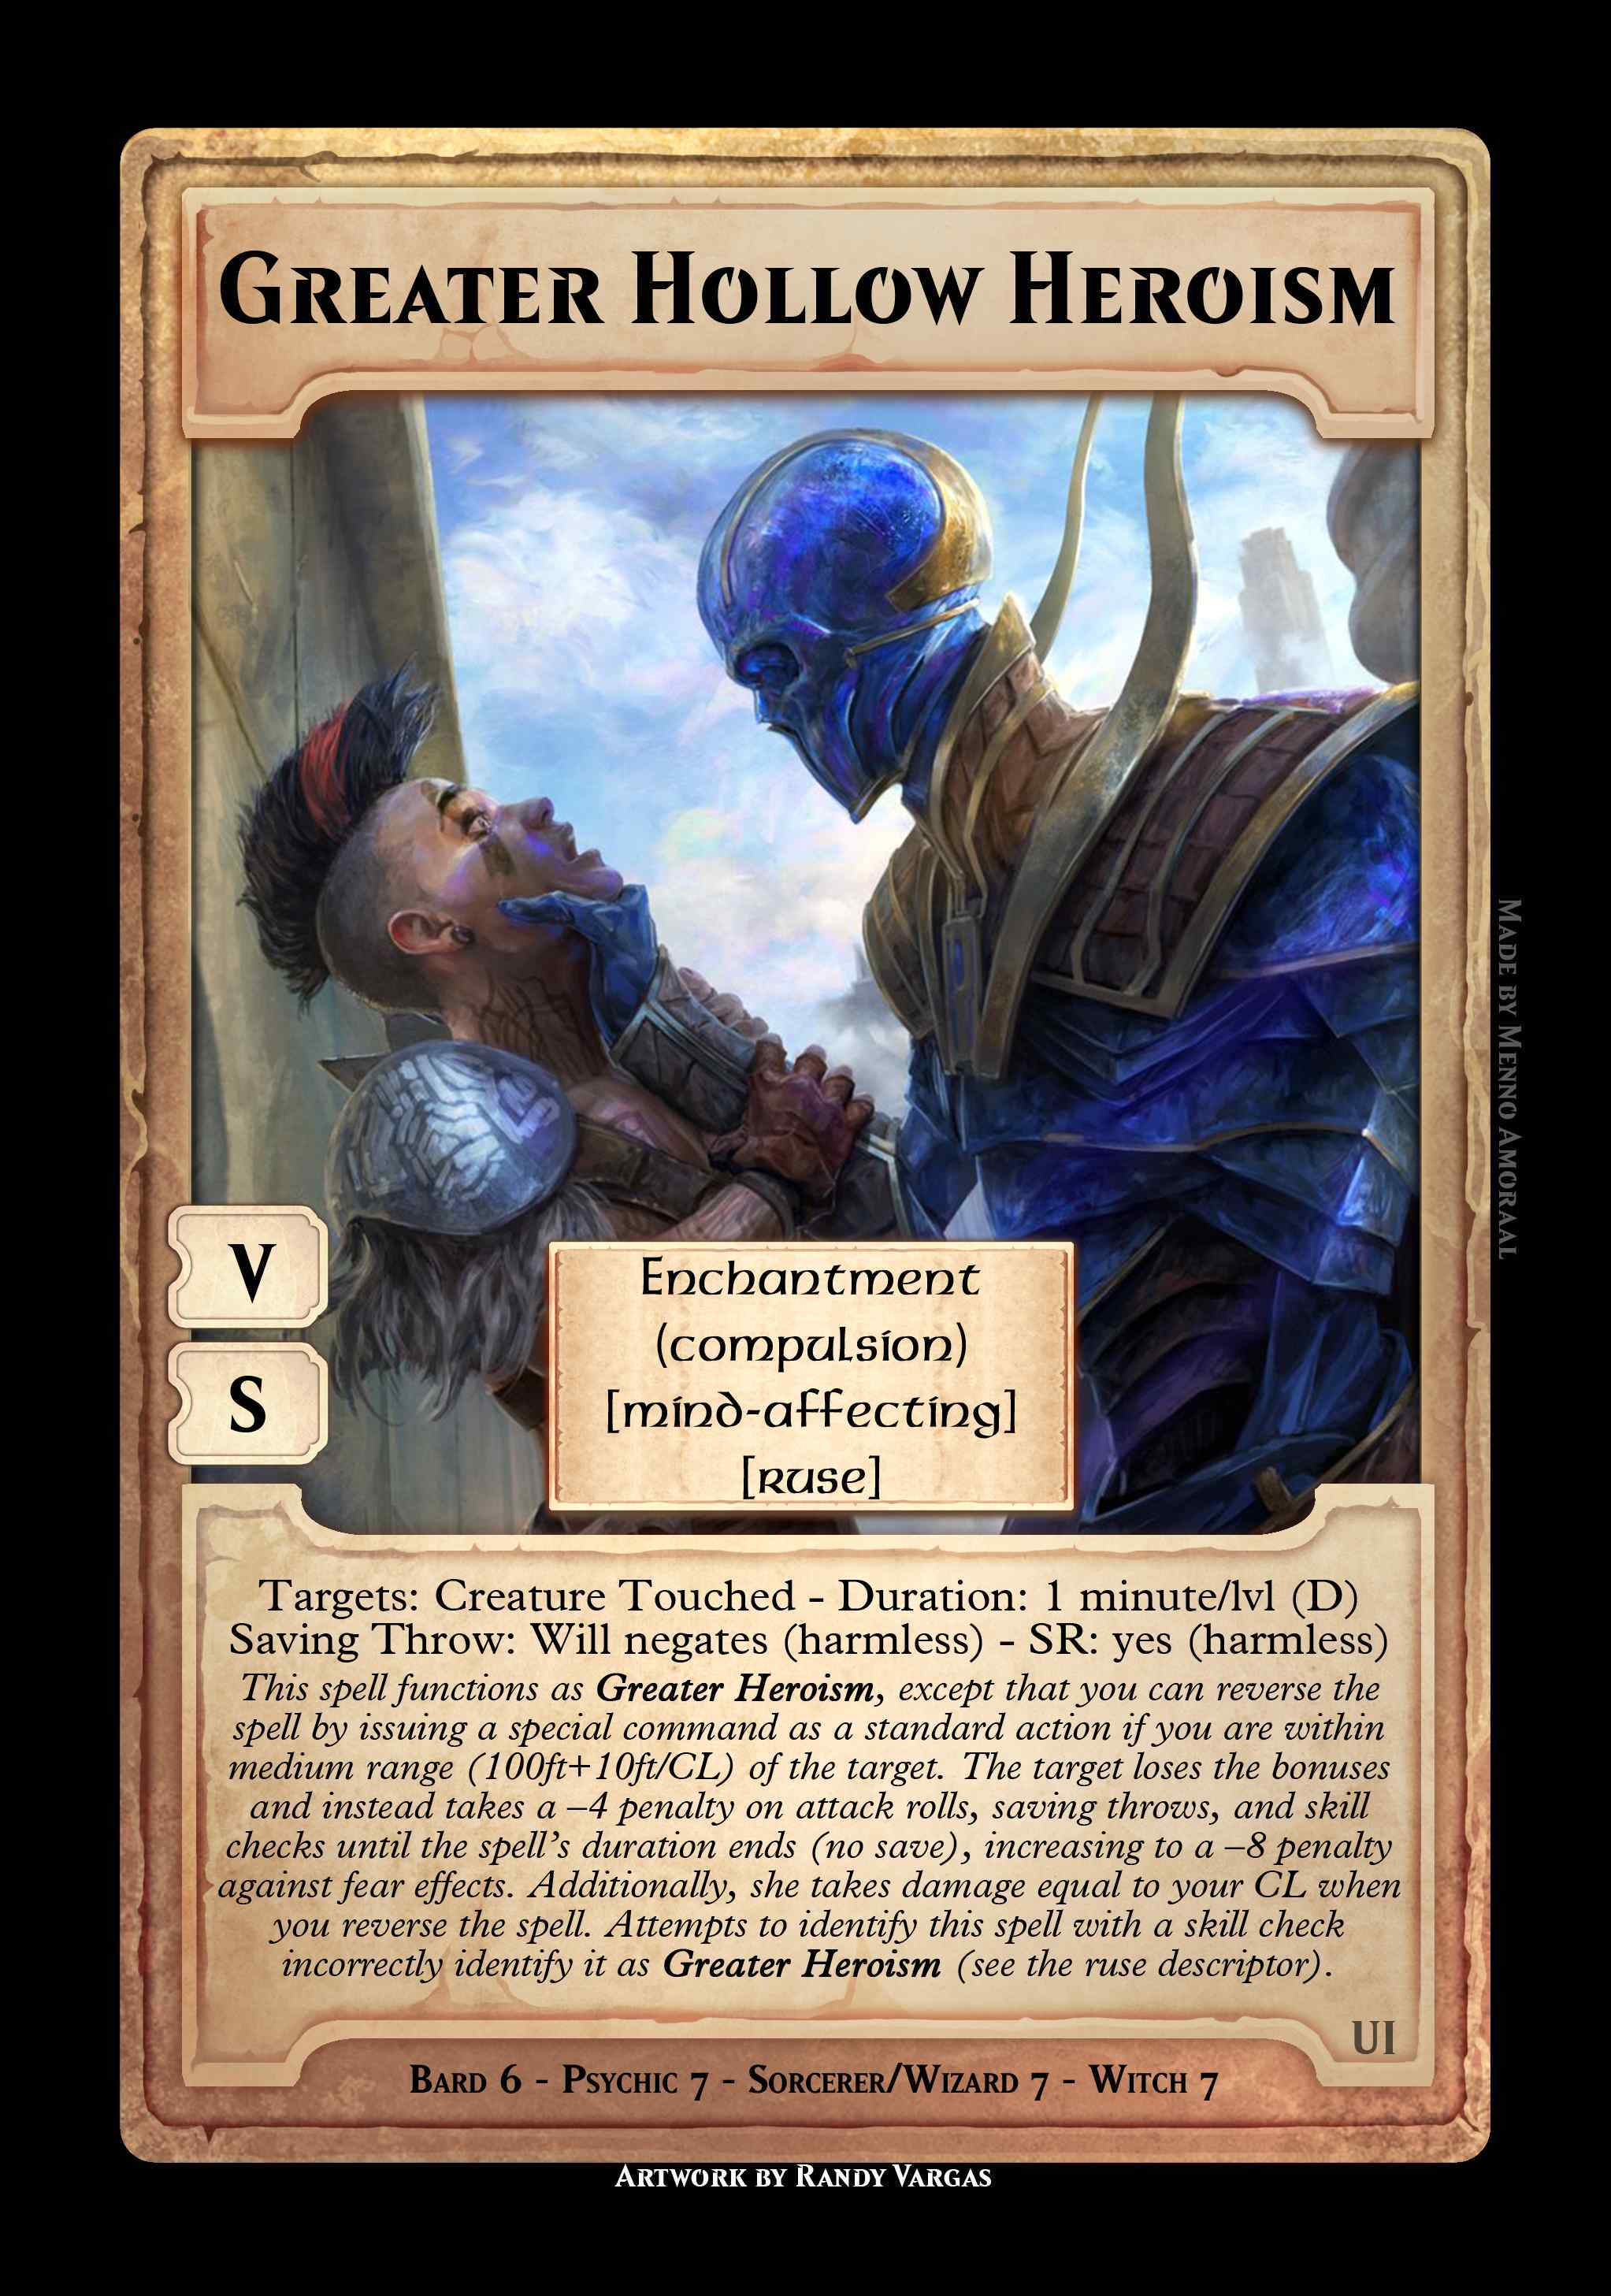 Greater Hollow Heroism
Made by Menno Amoraal
V
S
Enchantment
(compulsion)
[mind-affecting]
[ruse]
Targets: Creature Touched - Duration: 1 minute/lvl (D)
Saving Throw: Will negates (harmless) - SR: yes (harmless)
This spell functions as Greater Heroism, except that you can reverse the
spell by issuing a special command as a standard action if you are within
medium range (100ft+10ft/CL) of the target. The target loses the bonuses
and instead takes a –4 penalty on attack rolls, saving throws, and skill
checks until the spell’s duration ends (no save), increasing to a –8 penalty
against fear effects. Additionally, she takes damage equal to your CL when
you reverse the spell. Attempts to identify this spell with a skill check
incorrectly identify it as Greater Heroism (see the ruse descriptor).
UI
Bard 6 - Psychic 7 - Sorcerer/Wizard 7 - Witch 7
Artwork by Randy Vargas